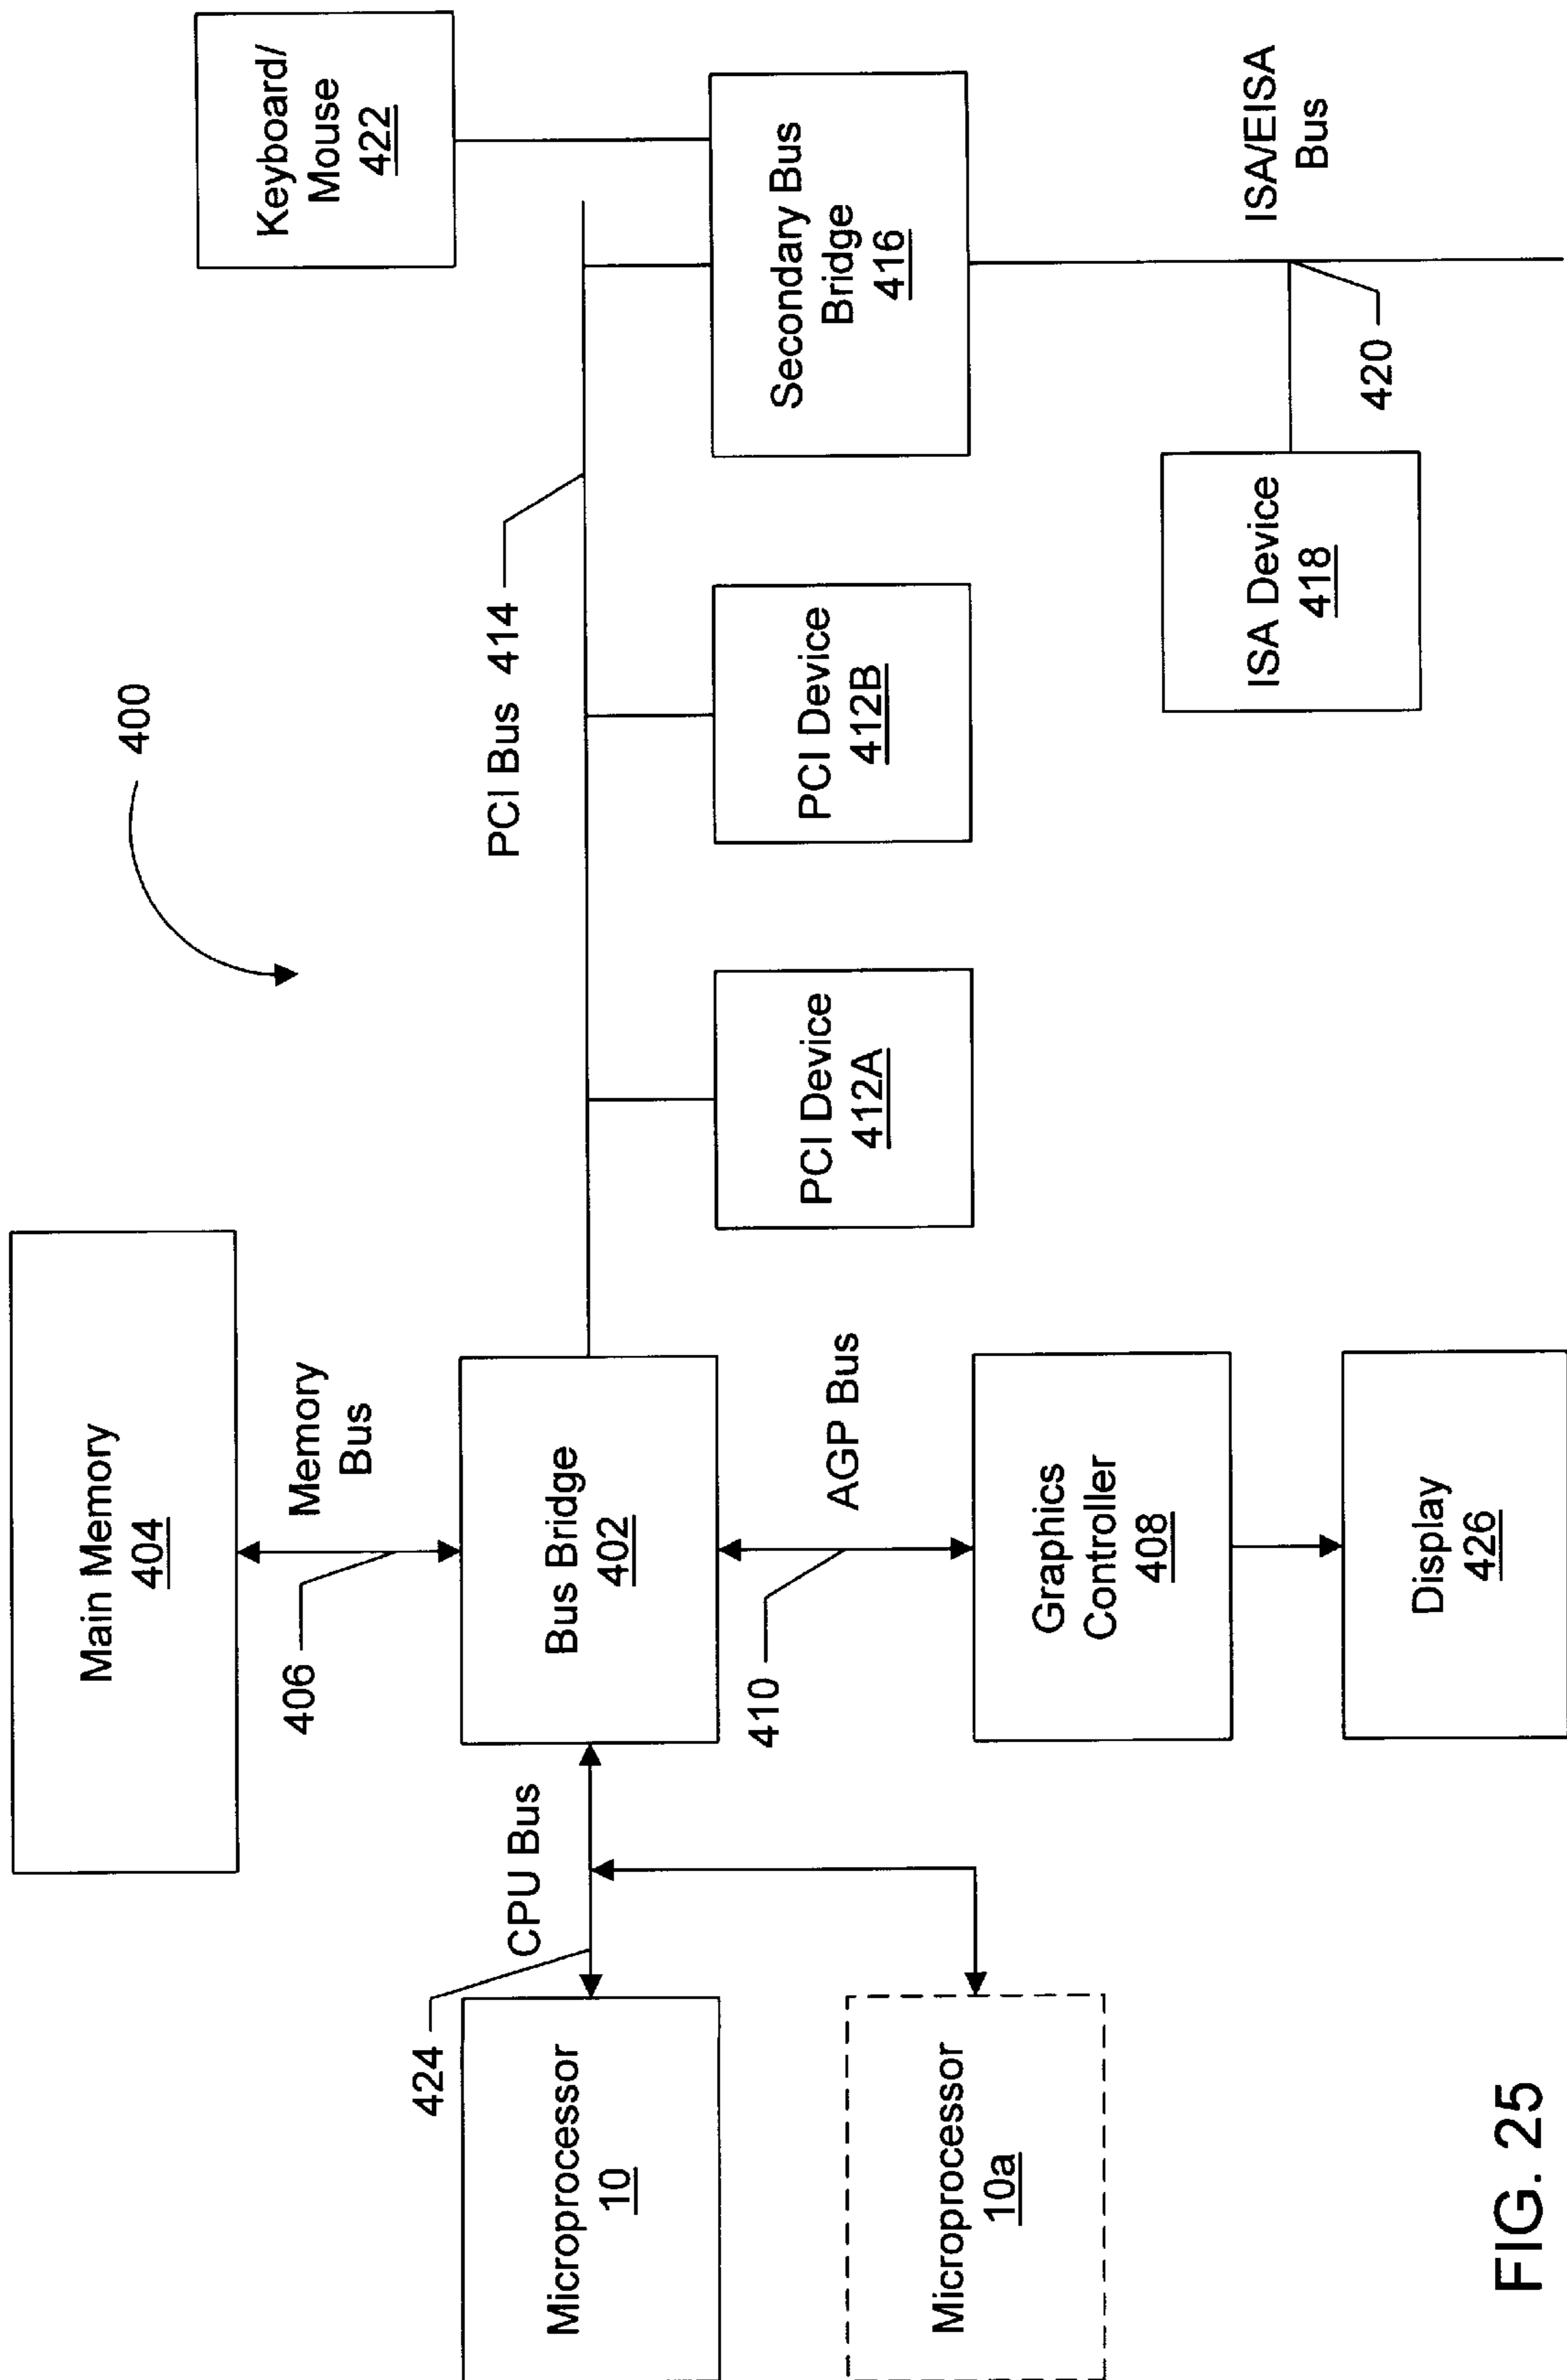 400
Main Memory
404
Keyboard/
Mouse
422
406
Memory
Bus
424
CPU Bus
PCI Bus 414
Microprocessor
10
Bus Bridge
402
Microprocessor
10a
410
AGP Bus
PCI Device
412A
PCI Device
412B
Secondary Bus
Bridge
416
Graphics
Controller
408
ISA Device
418
420
ISA/EISA
Bus
Display
426
FIG. 25